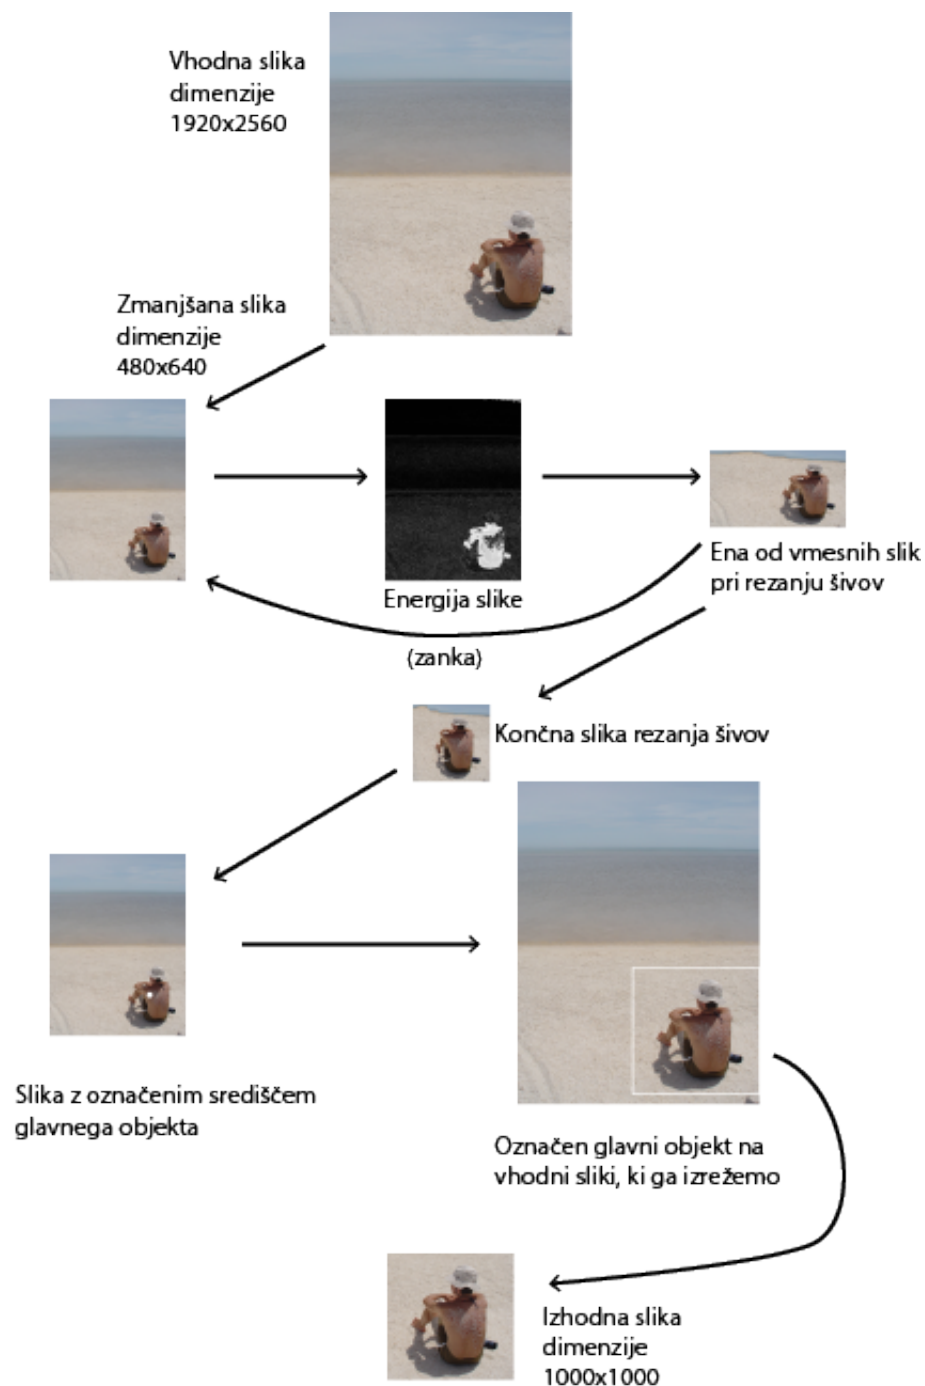 Vhodna slika
dimenzije
1920x2560
Zmanjšana slika
dimenzije
480x640
Energija slike
Ena od vmesnih slik
pri rezanju šivov
(zanka)
Končna slika rezanja šivov
Slika z označenim središčem
glavnega objekta
Označen glavni objekt na
vhodni sliki, ki ga izrežemo
Izhodna slika
dimenzije
1000x1000